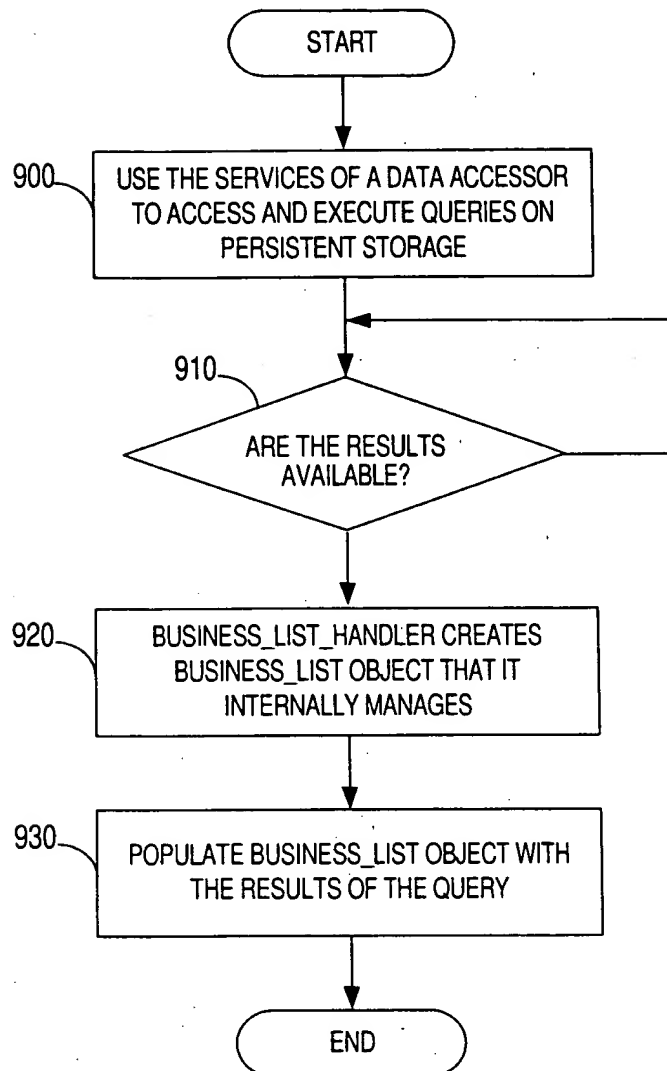 START
900
USE THE SERVICES OF A DATA ACCESSOR
TO ACCESS AND EXECUTE QUERIES ON
PERSISTENT STORAGE
910
ARE THE RESULTS
AVAILABLE?
920
BUSINESS_LIST_HANDLER CREATES
BUSINESS_LIST OBJECT THAT IT
INTERNALLY MANAGES
930
POPULATE BUSINESS_LIST OBJECT WITH
THE RESULTS OF THE QUERY
END